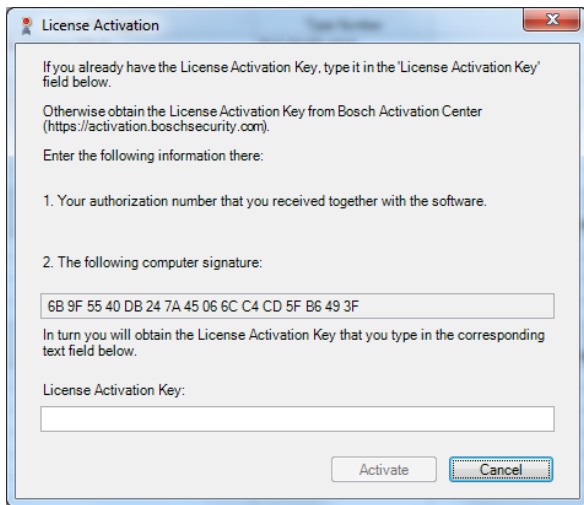 License Activation
Type Number
If you already have the License Activation Key, type it in the 'License Activation Key'
field below.
Otherwise obtain the License Activation Key from Bosch Activation Center
(https://activation.boschsecurity.com).
Enter the following information there:
1. Your authorization number that you received together with the software.
2. The following computer signature:
6B 9F 55 40 DB 24 7A 45 06 6C C4 CD 5F B6 49 3F
In turn you will obtain the License Activation Key that you type in the corresponding
text field below.
License Activation Key:
Activate
Cancel